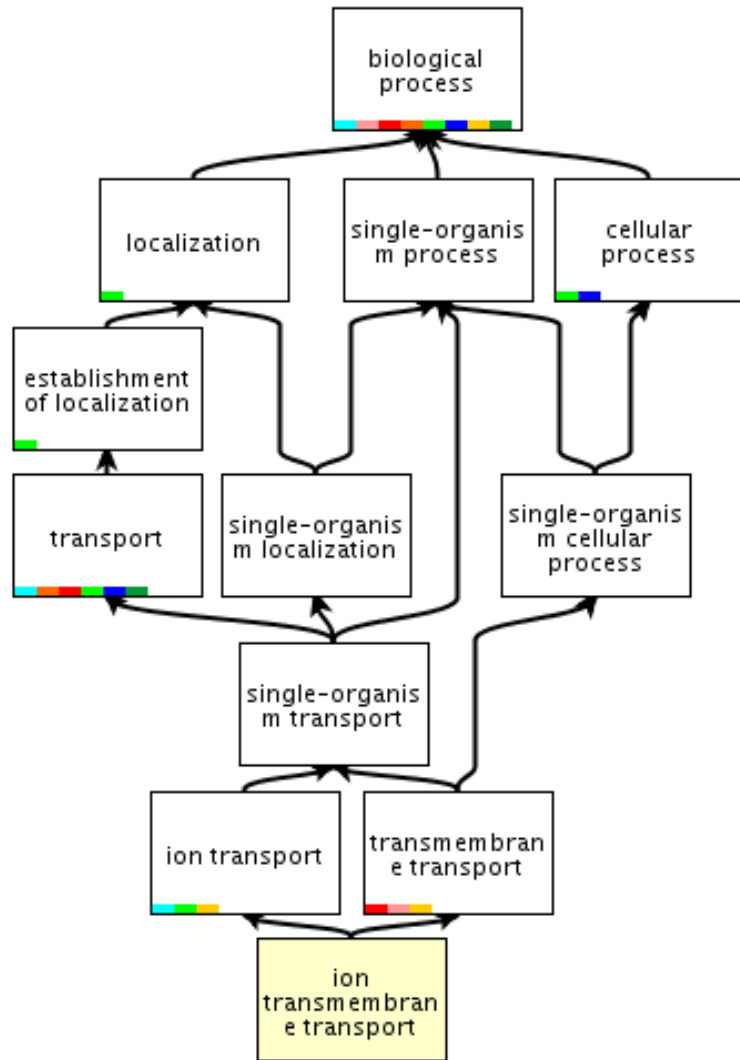 biological
process
localization
single-organis
m process
cellular
process
establishment
of localization
transport
single-organis
m localization
single-organis
m cellular
process
single-organis
m transport
ion transport
transmembran
e transport
ion
transmembran
e transport